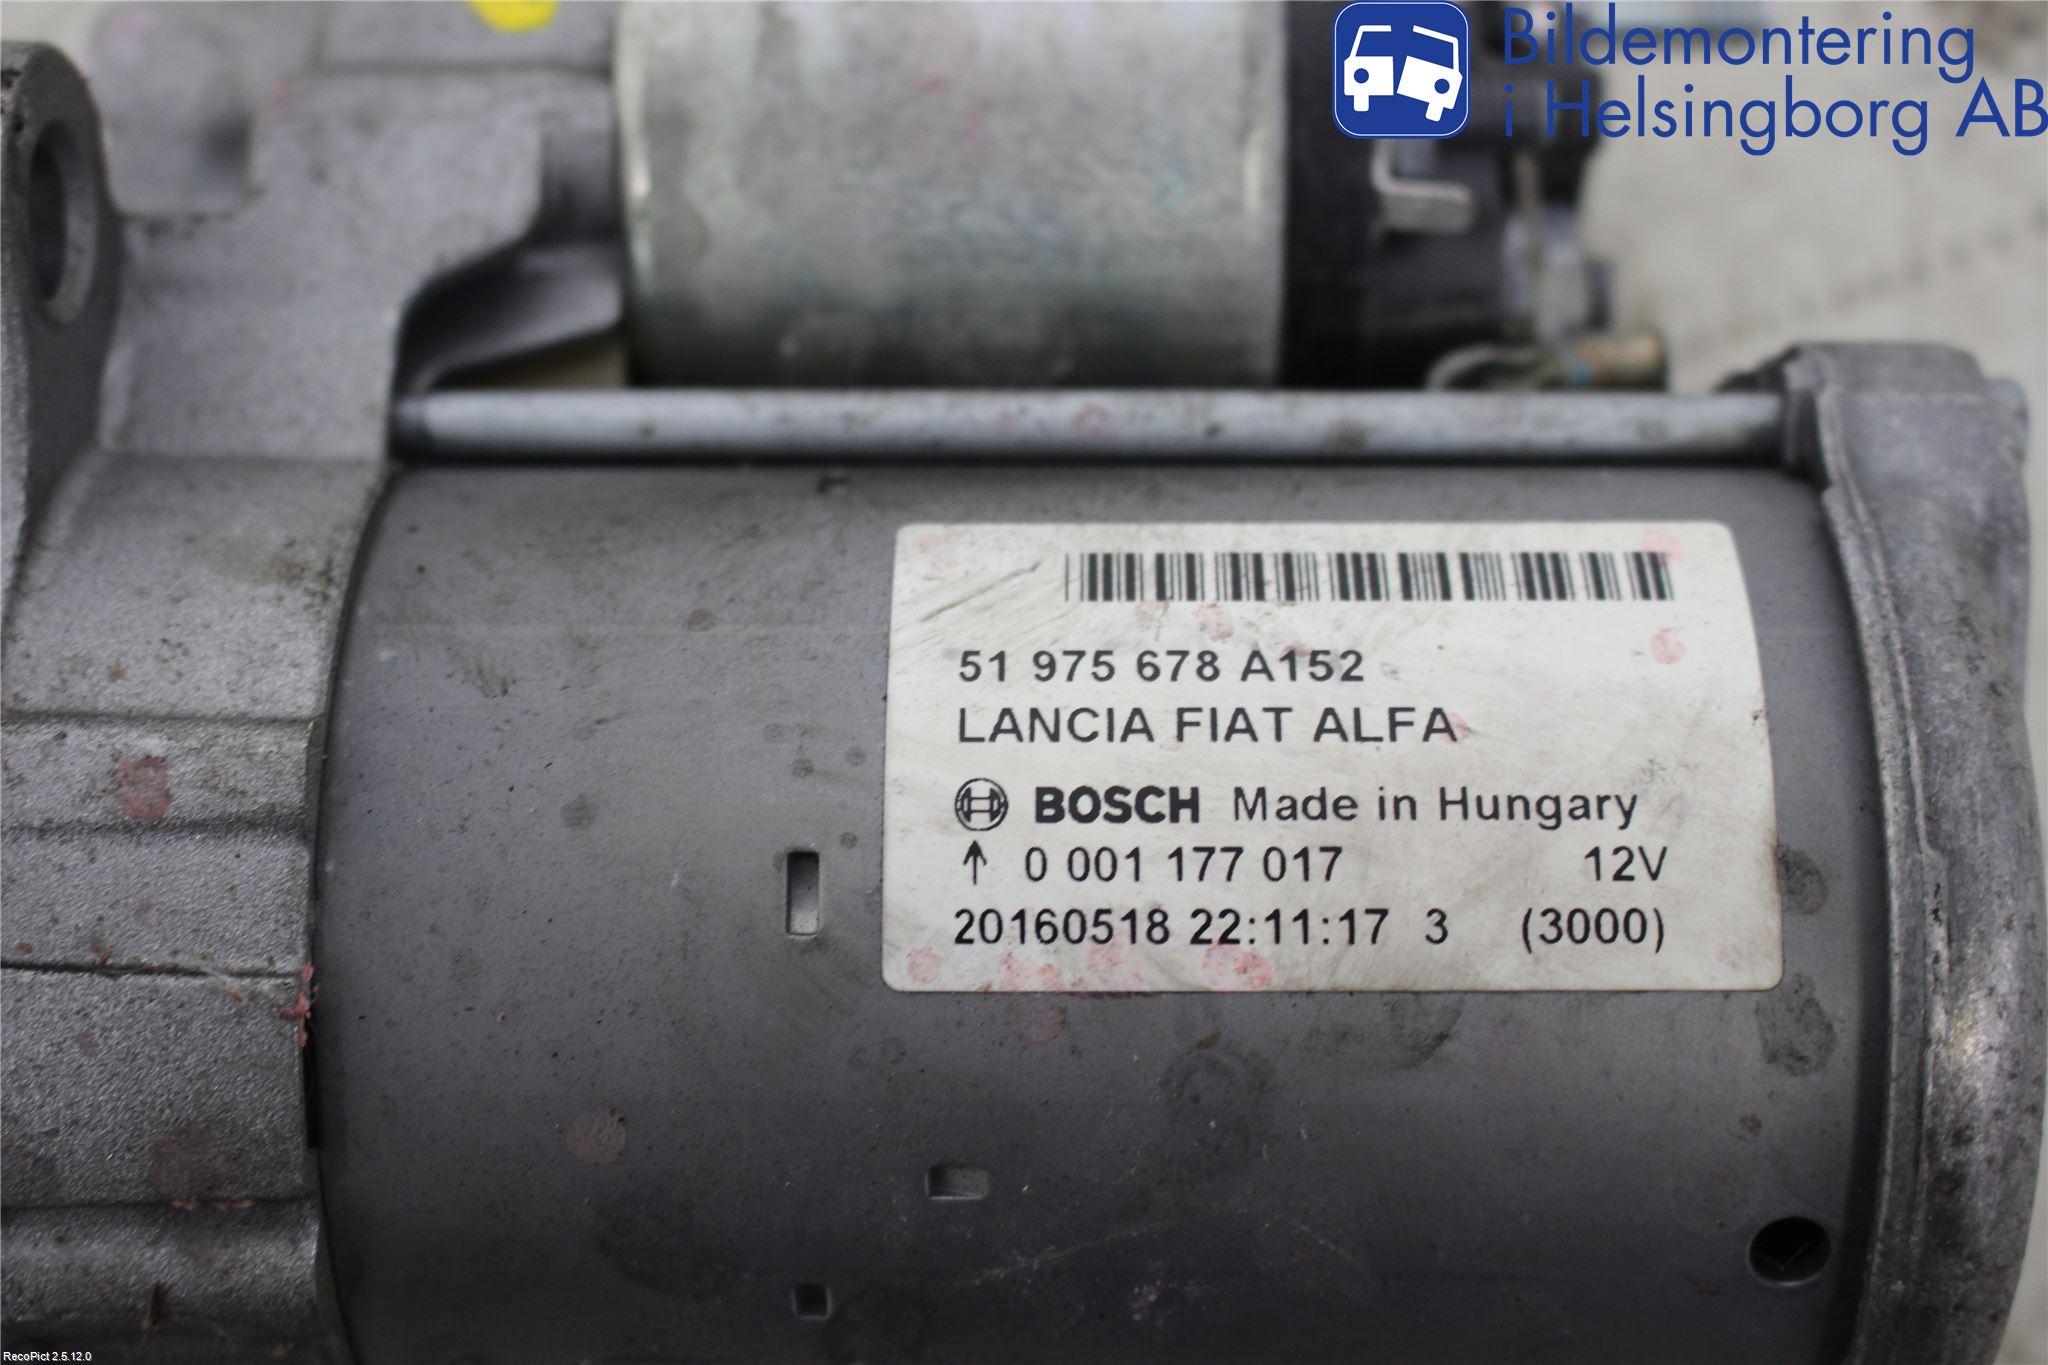 Bildemontering
i Helsingborg AB
51 975 678 A152
LANCIA FIAT ALFA
BOSCH Made in Hungary
↑ 0 001 177 017 12V
20160518 22:11:17 3 (3000)
RecoPict 2.5.12.0